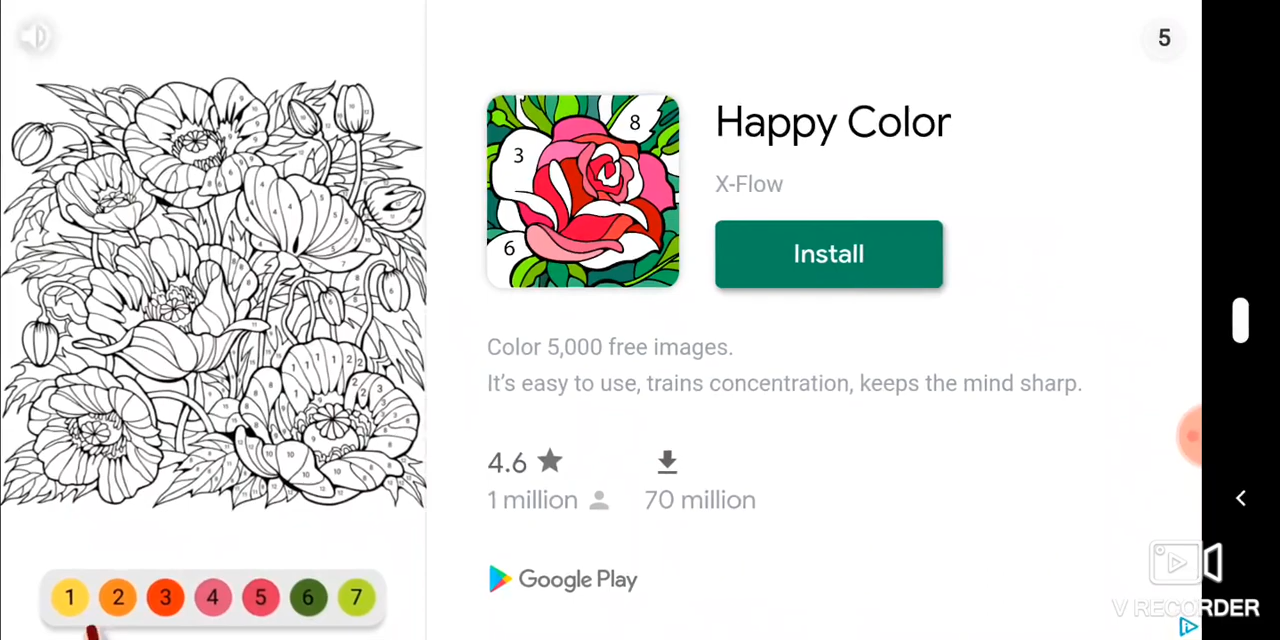 5
8
3
6
Happy Color
X-Flow
Install
Color 5,000 free images.
It's easy to use, trains concentration, keeps the mind sharp.
4.6
1 million
70 million
Google Play
1 2 3 4 5 6 7
V RECORDER